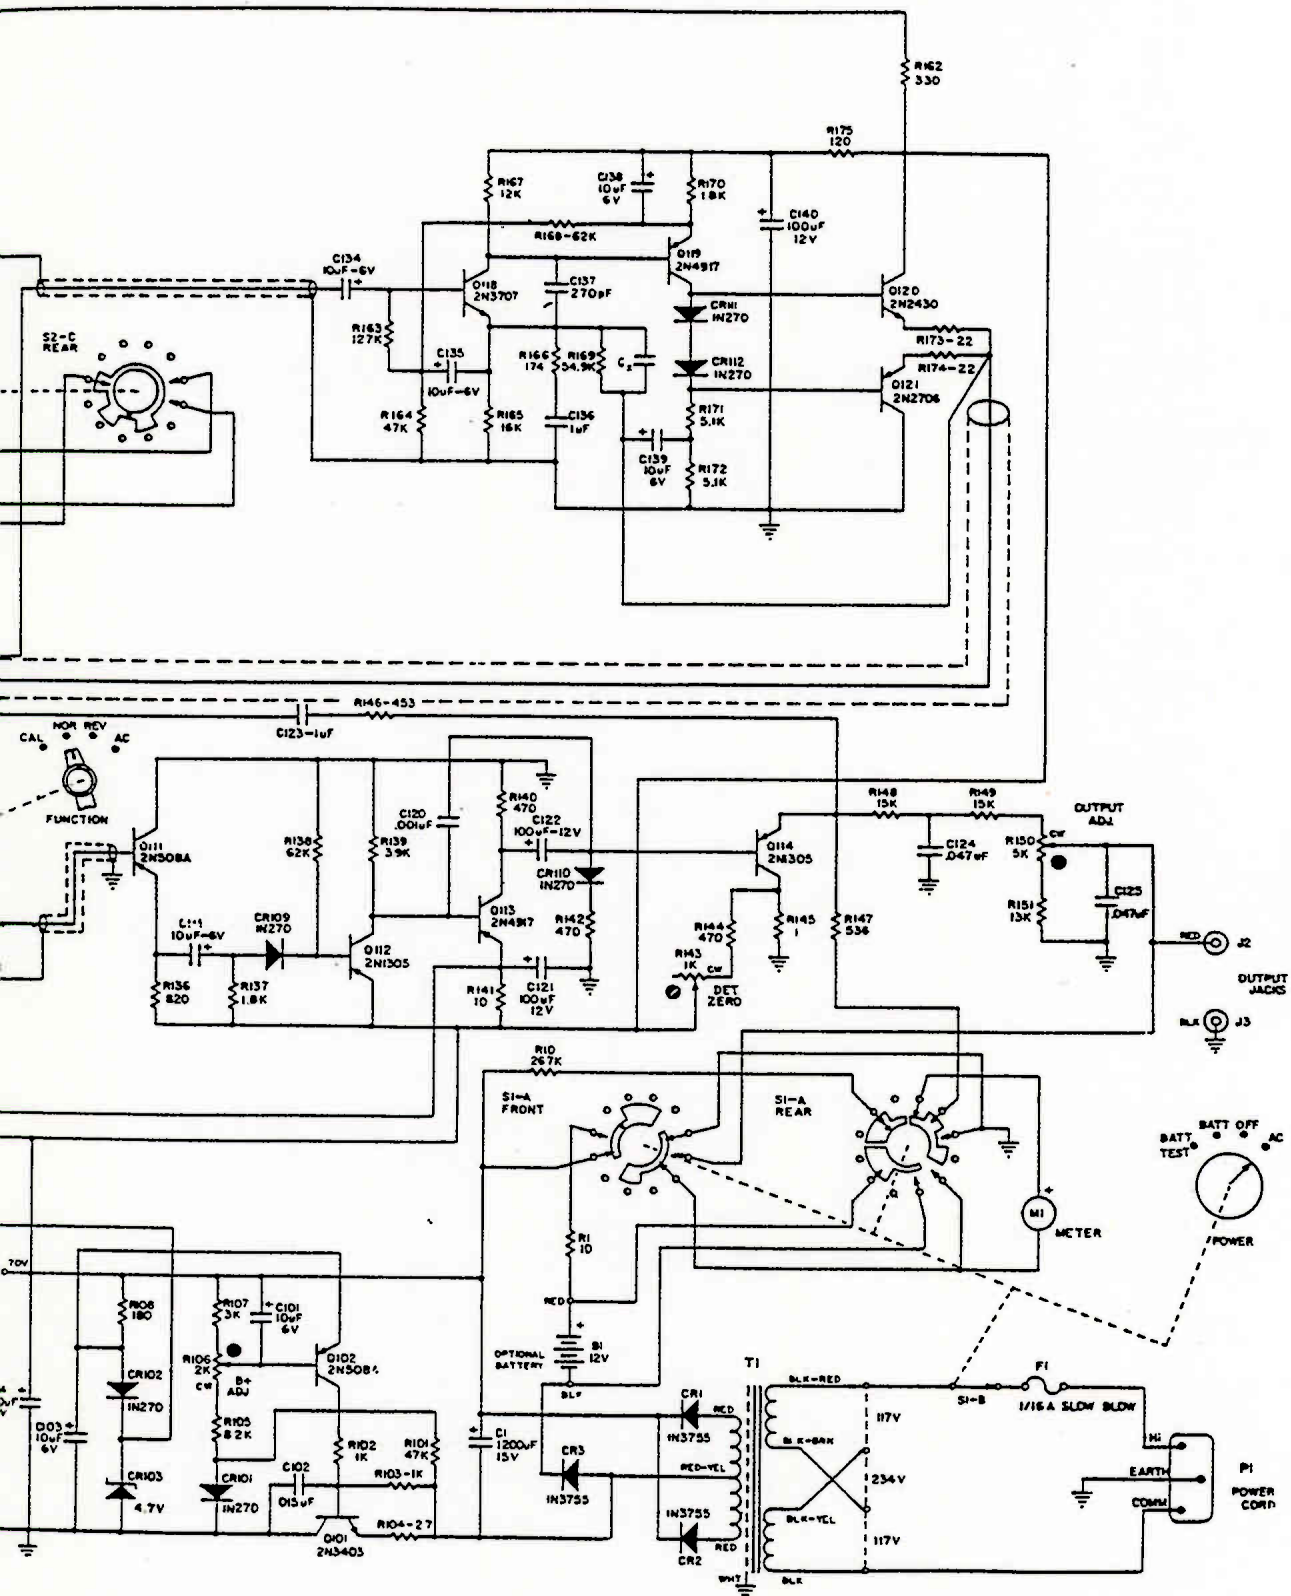 R162
330
R175
120
R167
12K
C138
10uF
6V
R170
1.8K
C140
100uF
12V
R168-62K
Q119
2N4917
C134
10uF-6V
Q118
2N3707
C137
270pF
Q120
2N2430
CR111
1N270
R163
127K
R173-22
S2-C
REAR
C135
10uF-6V
R166
174
R169
54.9K
CR112
1N270
R174-22
Q121
2N2706
R164
47K
R165
16K
C136
1uF
R171
5.1K
C139
10uF
6V
R172
5.1K
R146-453
C123-1uF
CAL
NOR
REV
AC
FUNCTION
Q111
2N508A
R138
62K
R139
3.9K
C120
.001uF
R140
470
C122
100uF-12V
CR110
1N270
Q114
2N1305
R148
15K
R149
15K
OUTPUT
ADJ.
C124
.047uF
R150
5K
CW
C125
.047uF
R151
13K
10uF-6V
CR109
1N270
Q112
2N1305
Q113
2N4917
R142
470
R144
470
R145
1
R147
536
R143
1K
CW
DET
ZERO
RED
J2
OUTPUT
JACKS
BLK
J3
R136
820
R137
1.8K
R141
10
C121
100uF
12V
R10
267K
S1-A
FRONT
S1-A
REAR
BATT
TEST
BATT
OFF
AC
POWER
M1
METER
R1
10
RED
OPTIONAL
BATTERY
B1
12V
BLK
70V
R108
180
R107
3K
C101
10uF
6V
R106
2K
CW
B+
ADJ
Q102
2N508A
CR102
1N270
R105
8.2K
10uF
6V
CR103
4.7V
CR101
1N270
C102
.015uF
R102
1K
R101
47K
R103-1K
R104-27
Q101
2N3403
C1
1200uF
15V
CR3
1N3755
CR1
1N3755
RED
RED-YEL
1N3755
CR2
RED
T1
WHT
BLK-RED
BLK-BRN
BLK-YEL
BLK
117V
234V
117V
S1-B
F1
1/16A SLOW BLOW
HI
EARTH
COMM
P1
POWER
CORD